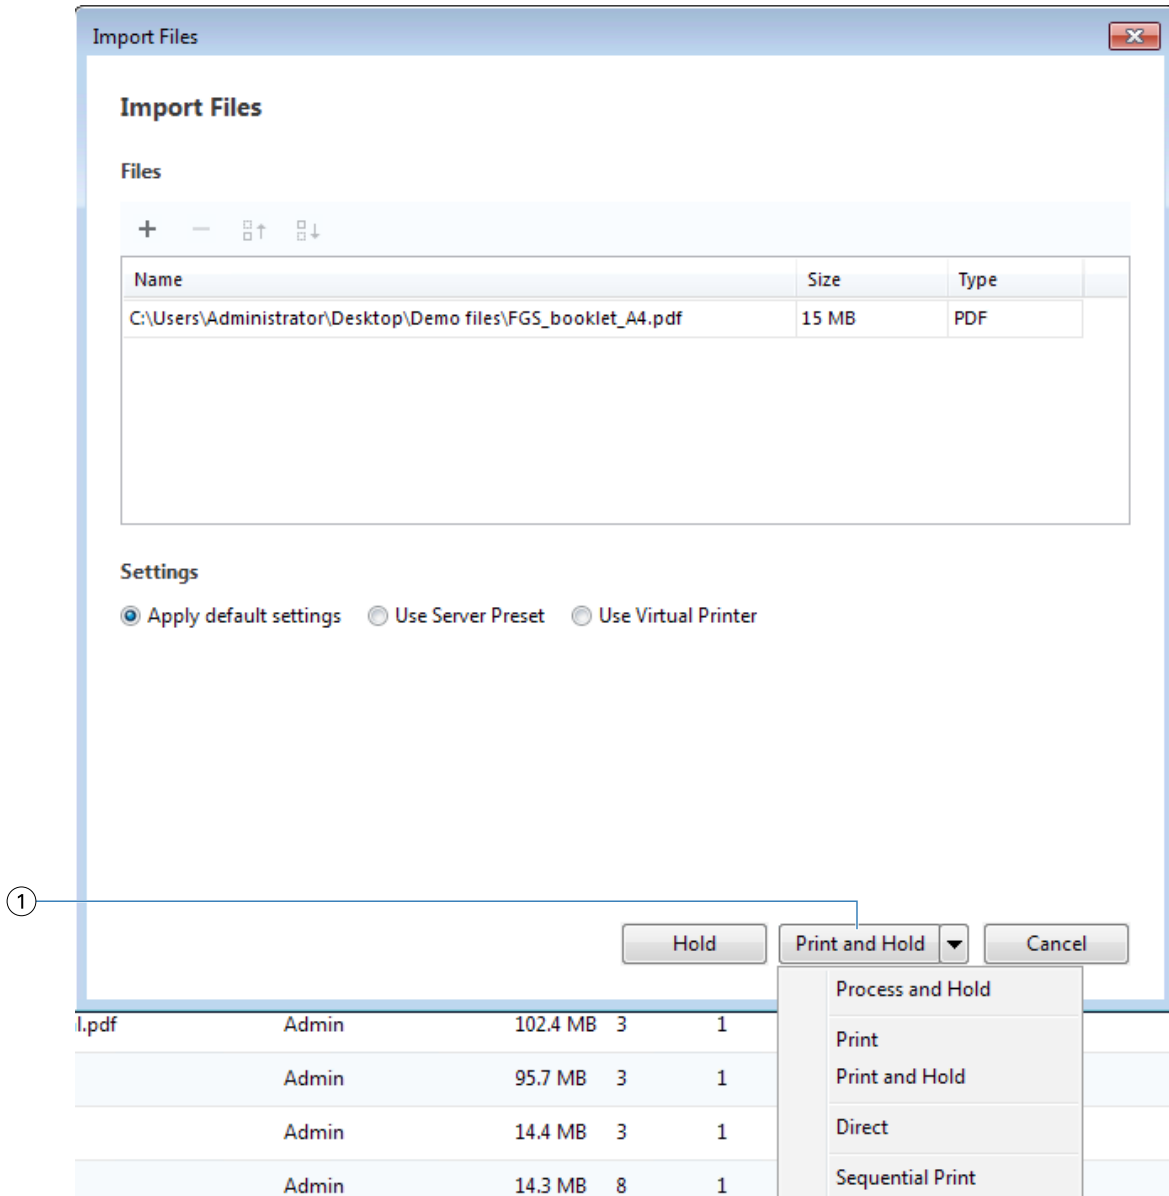 Import Files
Import Files
Files
Name Size Type
C:\Users\Administrator\Desktop\Demo files\FGS_booklet_A4.pdf 15 MB PDF
Settings
Apply default settings Use Server Preset Use Virtual Printer
1
Hold Print and Hold Cancel
Process and Hold
Print
Print and Hold
Direct
Sequential Print
l.pdf Admin 102.4 MB 3 1
Admin 95.7 MB 3 1
Admin 14.4 MB 3 1
Admin 14.3 MB 8 1